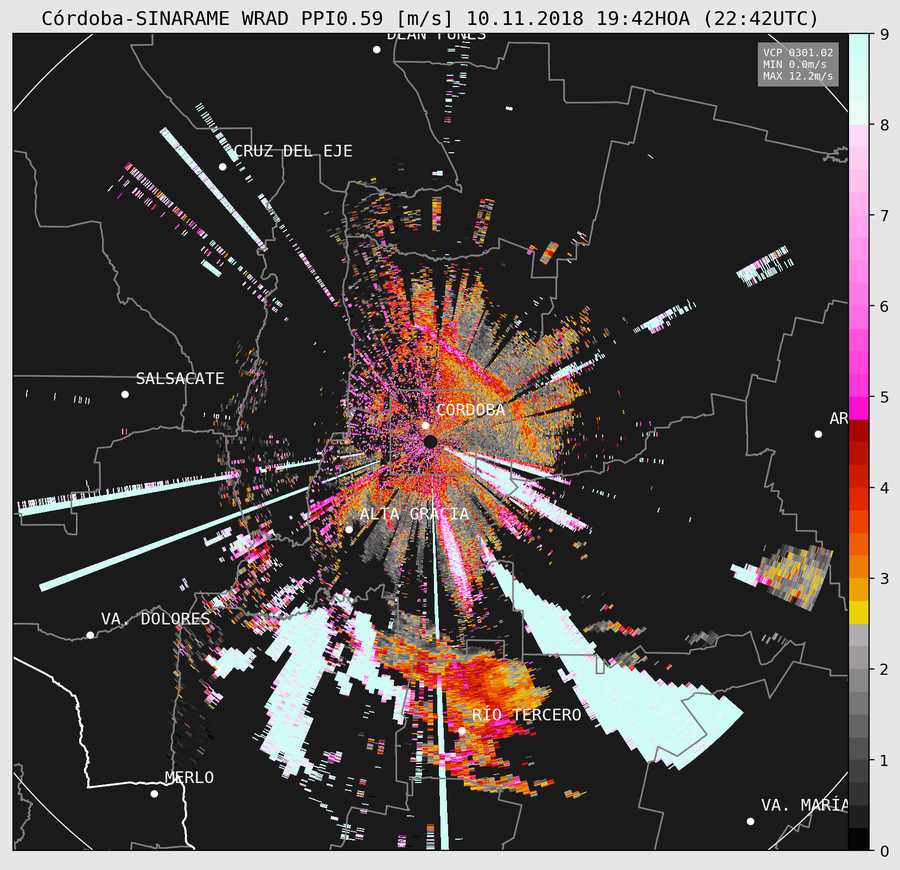 Córdoba-SINARAME WRAD PPI0.59 [m/s] 10.11.2018 19:42HOA (22:42UTC)
DEAN FUNES
VCP 0301.02
MIN 0.0m/s
MAX 12.2m/s
9
8
CRUZ DEL EJE
7
6
SALSACATE
5
CÓRDOBA
AR
4
ALTA GRACIA
3
VA. DOLORES
2
RÍO TERCERO
1
MERLO
VA. MARÍA
0